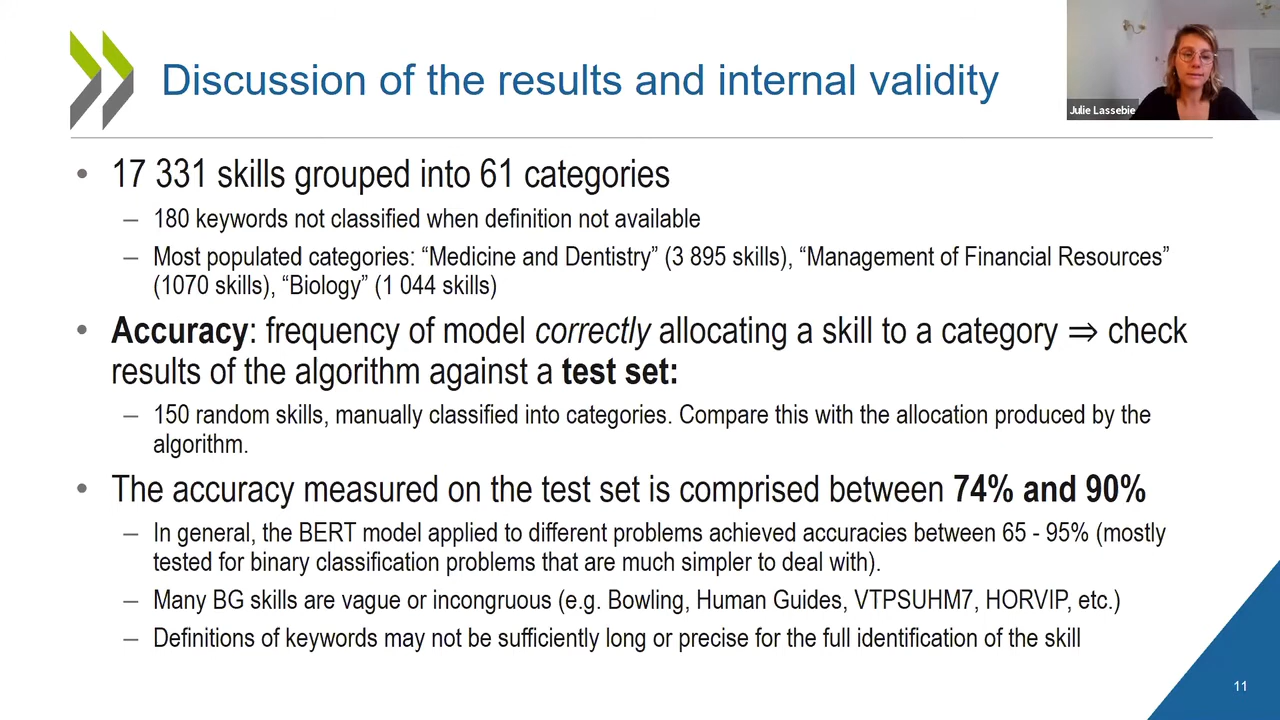 Discussion of the results and internal validity
Julie Lassebie
• 17 331 skills grouped into 61 categories
– 180 keywords not classified when definition not available
– Most populated categories: “Medicine and Dentistry” (3 895 skills), “Management of Financial Resources”
(1070 skills), “Biology” (1 044 skills)
• Accuracy: frequency of model correctly allocating a skill to a category ⇒ check
results of the algorithm against a test set:
– 150 random skills, manually classified into categories. Compare this with the allocation produced by the
algorithm.
• The accuracy measured on the test set is comprised between 74% and 90%
– In general, the BERT model applied to different problems achieved accuracies between 65 - 95% (mostly
tested for binary classification problems that are much simpler to deal with).
– Many BG skills are vague or incongruous (e.g. Bowling, Human Guides, VTPSUHM7, HORVIP, etc.)
– Definitions of keywords may not be sufficiently long or precise for the full identification of the skill
11